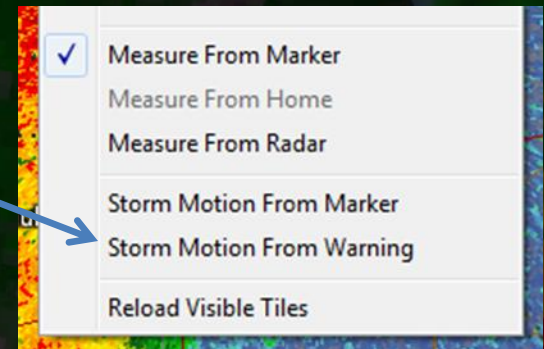 Measure From Marker
Measure From Home
Measure From Radar
Storm Motion From Marker
Storm Motion From Warning
Reload Visible Tiles